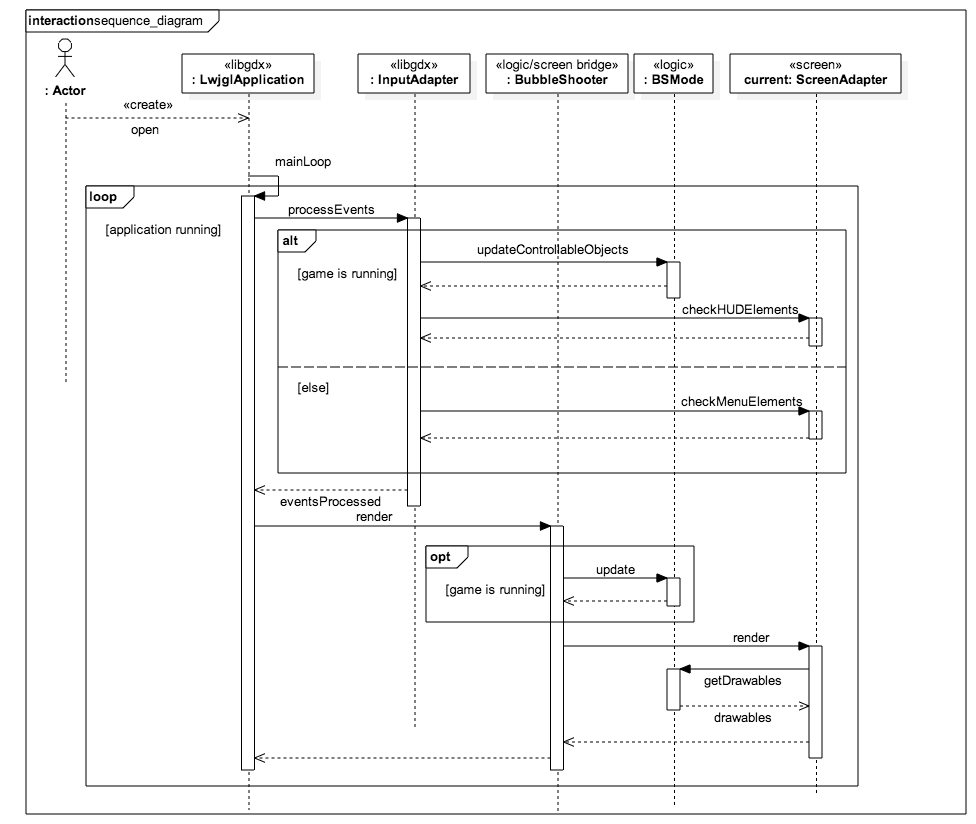 interactionsequence_diagram
: Actor
«libgdx»
: LwjglApplication
«libgdx»
: InputAdapter
«logic/screen bridge»
: BubbleShooter
«logic»
: BSMode
«screen»
current: ScreenAdapter
«create»
open
mainLoop
loop
[application running]
processEvents
alt
[game is running]
updateControllableObjects
checkHUDElements
[else]
checkMenuElements
eventsProcessed
render
opt
[game is running]
update
render
getDrawables
drawables